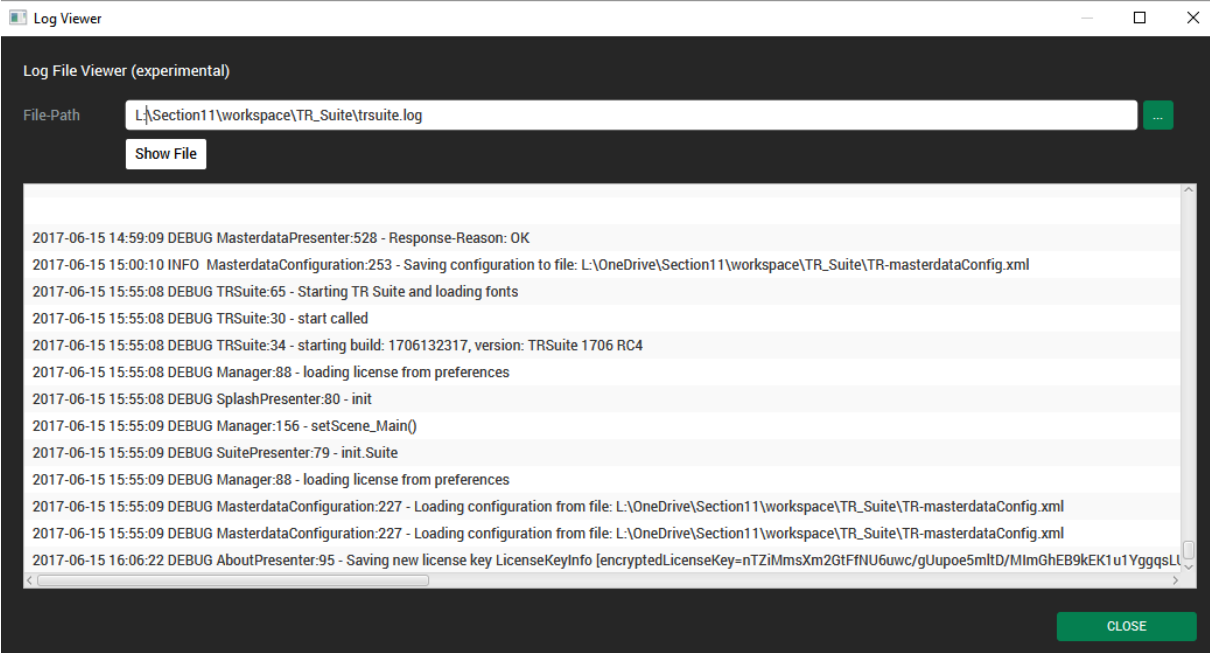 Log Viewer
Log File Viewer (experimental)
File-Path L:\Section11\workspace\TR_Suite\trsuite.log ...
Show File
2017-06-15 14:59:09 DEBUG MasterdataPresenter:528 - Response-Reason: OK
2017-06-15 15:00:10 INFO  MasterdataConfiguration:253 - Saving configuration to file: L:\OneDrive\Section11\workspace\TR_Suite\TR-masterdataConfig.xml
2017-06-15 15:55:08 DEBUG TRSuite:65 - Starting TR Suite and loading fonts
2017-06-15 15:55:08 DEBUG TRSuite:30 - start called
2017-06-15 15:55:08 DEBUG TRSuite:34 - starting build: 1706132317, version: TRSuite 1706 RC4
2017-06-15 15:55:08 DEBUG Manager:88 - loading license from preferences
2017-06-15 15:55:08 DEBUG SplashPresenter:80 - init
2017-06-15 15:55:09 DEBUG Manager:156 - setScene_Main()
2017-06-15 15:55:09 DEBUG SuitePresenter:79 - init.Suite
2017-06-15 15:55:09 DEBUG Manager:88 - loading license from preferences
2017-06-15 15:55:09 DEBUG MasterdataConfiguration:227 - Loading configuration from file: L:\OneDrive\Section11\workspace\TR_Suite\TR-masterdataConfig.xml
2017-06-15 15:55:09 DEBUG MasterdataConfiguration:227 - Loading configuration from file: L:\OneDrive\Section11\workspace\TR_Suite\TR-masterdataConfig.xml
2017-06-15 16:06:22 DEBUG AboutPresenter:95 - Saving new license key LicenseKeyInfo
CLOSE